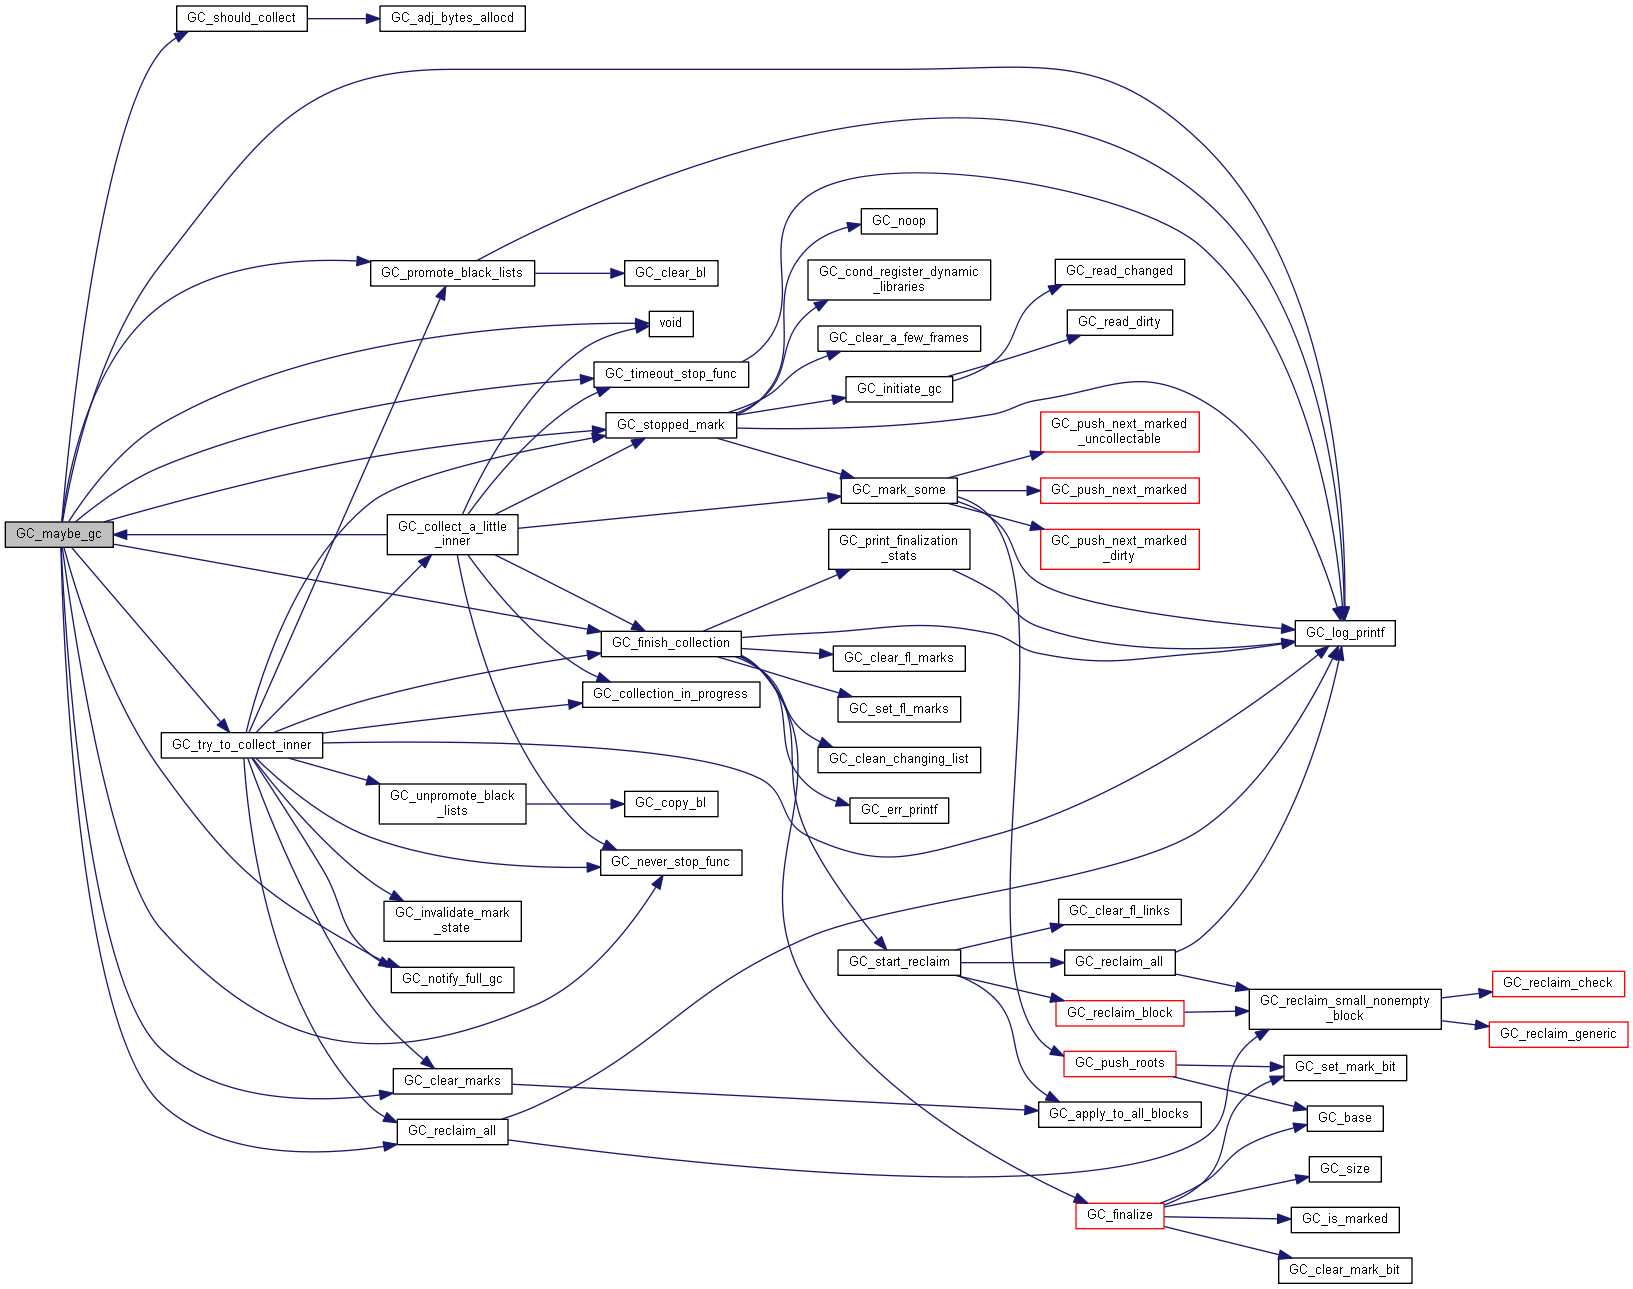 GC_should_collect
GC_adj_bytes_allocd
GC_noop
GC_promote_black_lists
GC_clear_bl
GC_cond_register_dynamic
_libraries
GC_read_changed
void
GC_read_dirty
GC_clear_a_few_frames
GC_timeout_stop_func
GC_initiate_gc
GC_stopped_mark
GC_push_next_marked
_uncollectable
GC_mark_some
GC_push_next_marked
GC_maybe_gc
GC_collect_a_little
_inner
GC_print_finalization
_stats
GC_push_next_marked
_dirty
GC_log_printf
GC_finish_collection
GC_clear_fl_marks
GC_collection_in_progress
GC_set_fl_marks
GC_try_to_collect_inner
GC_clean_changing_list
GC_unpromote_black
_lists
GC_copy_bl
GC_err_printf
GC_never_stop_func
GC_invalidate_mark
_state
GC_clear_fl_links
GC_notify_full_gc
GC_start_reclaim
GC_reclaim_all
GC_reclaim_check
GC_reclaim_block
GC_reclaim_small_nonempty
_block
GC_reclaim_generic
GC_push_roots
GC_set_mark_bit
GC_clear_marks
GC_apply_to_all_blocks
GC_base
GC_reclaim_all
GC_size
GC_finalize
GC_is_marked
GC_clear_mark_bit